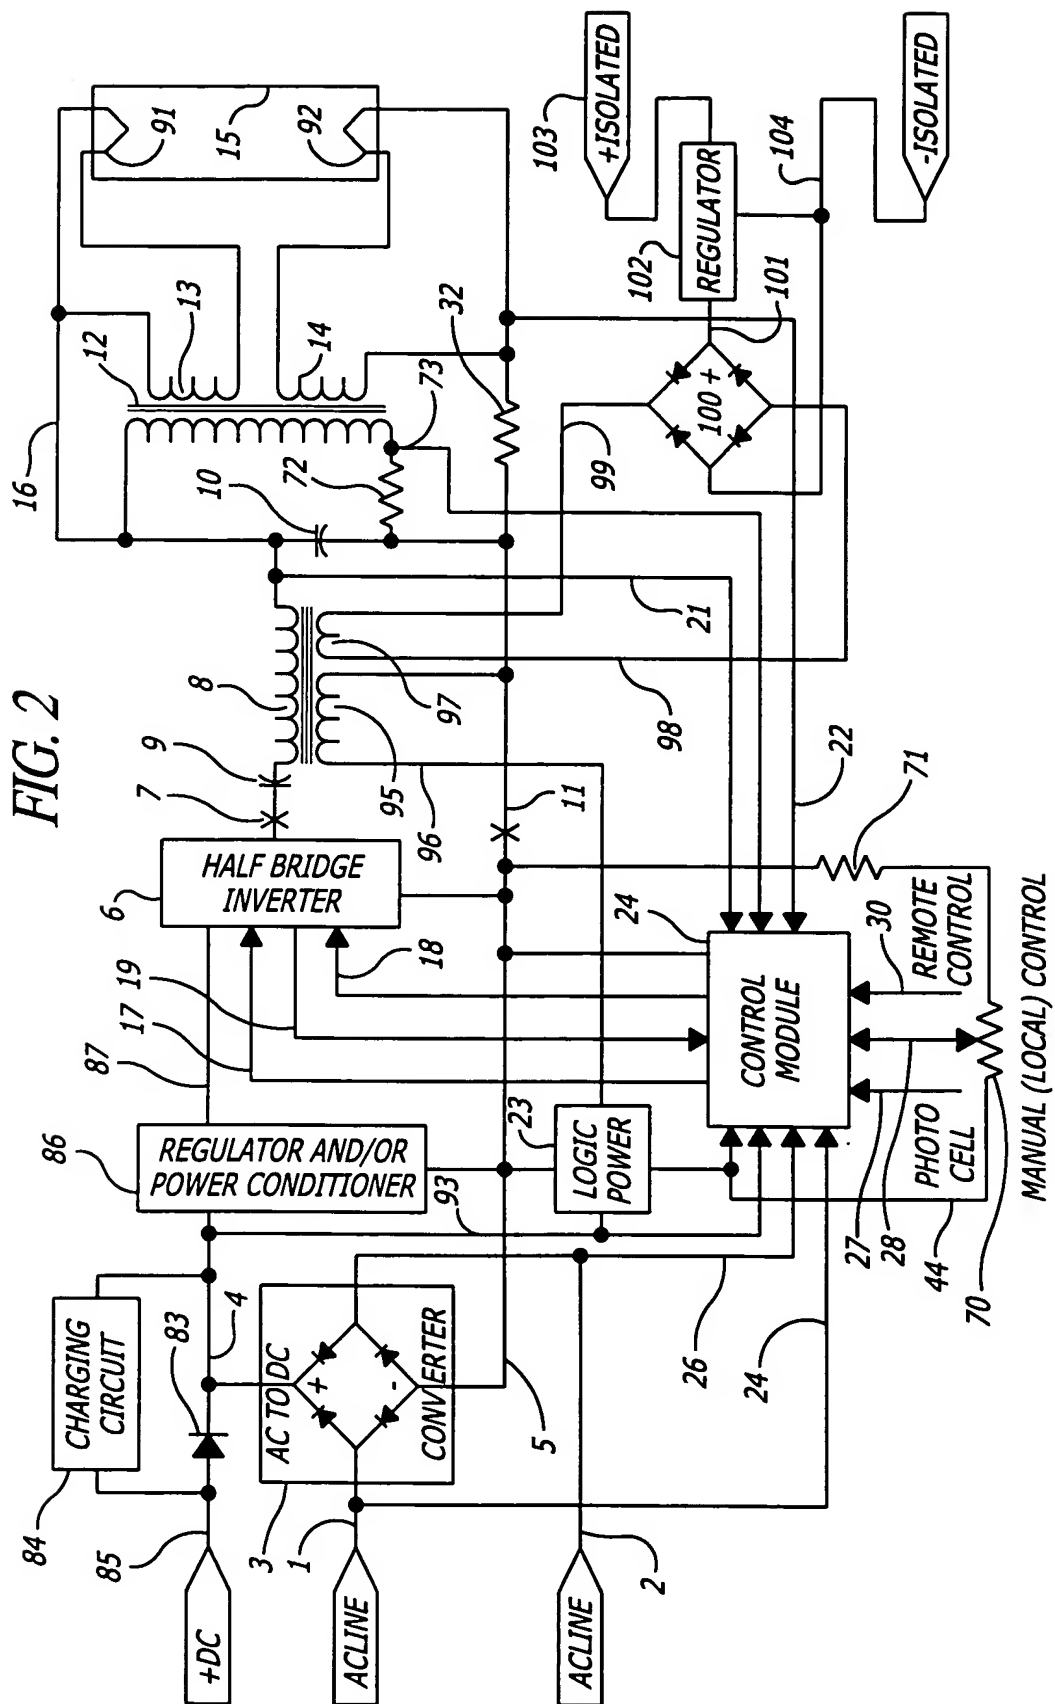 FIG. 2
+DC
85
84
CHARGING
CIRCUIT
83
4
86
REGULATOR AND/OR
POWER CONDITIONER
87
17
19
6
HALF BRIDGE
INVERTER
18
7
9
8
95
96
97
98
11
10
16
12
13
14
72
73
32
15
91
92
ACLINE
1
3
AC TO DC
+
-
CONVERTER
5
93
ACLINE
2
26
24
23
LOGIC
POWER
24
CONTROL
MODULE
21
22
99
100 +
101
102
REGULATOR
103
+ISOLATED
104
-ISOLATED
27
PHOTO
CELL
28
30
REMOTE
CONTROL
71
44
70
MANUAL (LOCAL) CONTROL